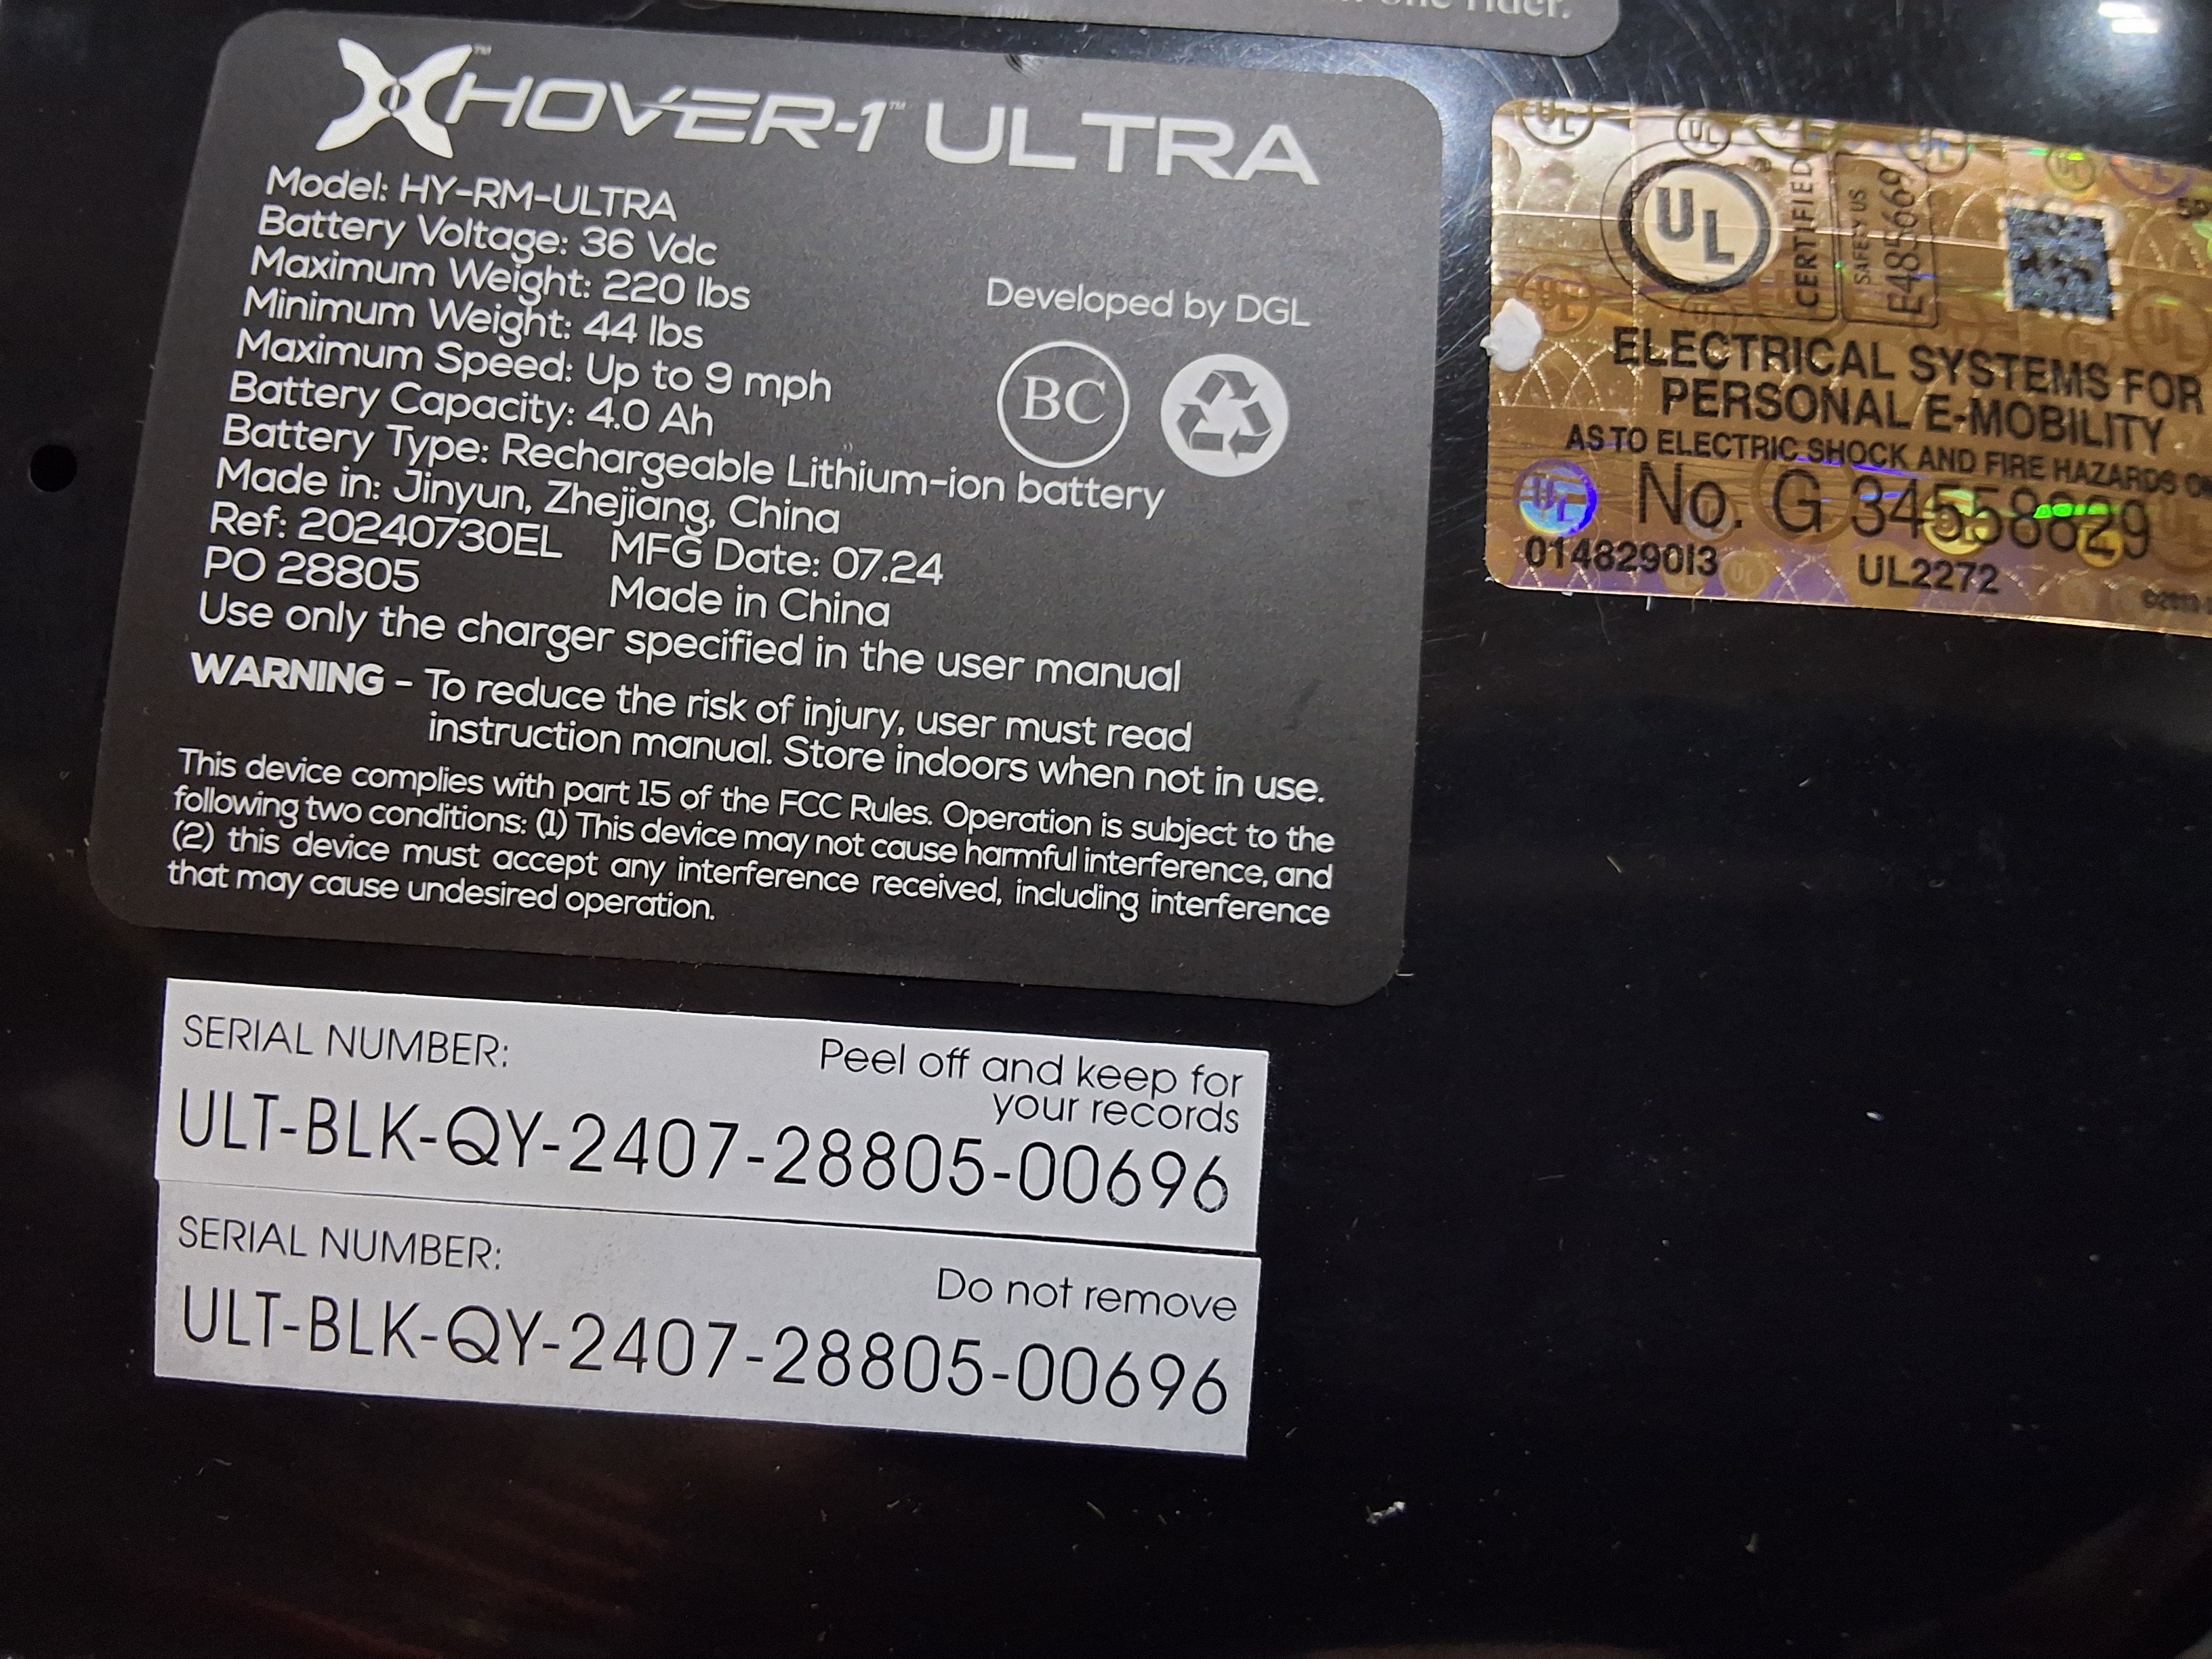 one rider.
HOVER-1™ ULTRA
Model: HY-RM-ULTRA
Battery Voltage: 36 Vdc
Maximum Weight: 220 lbs
Minimum Weight: 44 lbs
Maximum Speed: Up to 9 mph
Battery Capacity: 4.0 Ah
Battery Type: Rechargeable Lithium-ion battery
Made in: Jinyun, Zhejiang, China
Ref: 20240730EL MFG Date: 07.24
PO 28805 Made in China
Use only the charger specified in the user manual
WARNING - To reduce the risk of injury, user must read
instruction manual. Store indoors when not in use.
This device complies with part 15 of the FCC Rules. Operation is subject to the
following two conditions: (1) This device may not cause harmful interference, and
(2) this device must accept any interference received, including interference
that may cause undesired operation.
Developed by DGL
BC
UL
CERTIFIED
SAFETY US
E485669
ELECTRICAL SYSTEMS FOR
PERSONAL E-MOBILITY
AS TO ELECTRIC SHOCK AND FIRE HAZARDS
UL No. G 34558829
014829013 UL2272
SERIAL NUMBER:
Peel off and keep for
your records
ULT-BLK-QY-2407-28805-00696
SERIAL NUMBER:
Do not remove
ULT-BLK-QY-2407-28805-00696